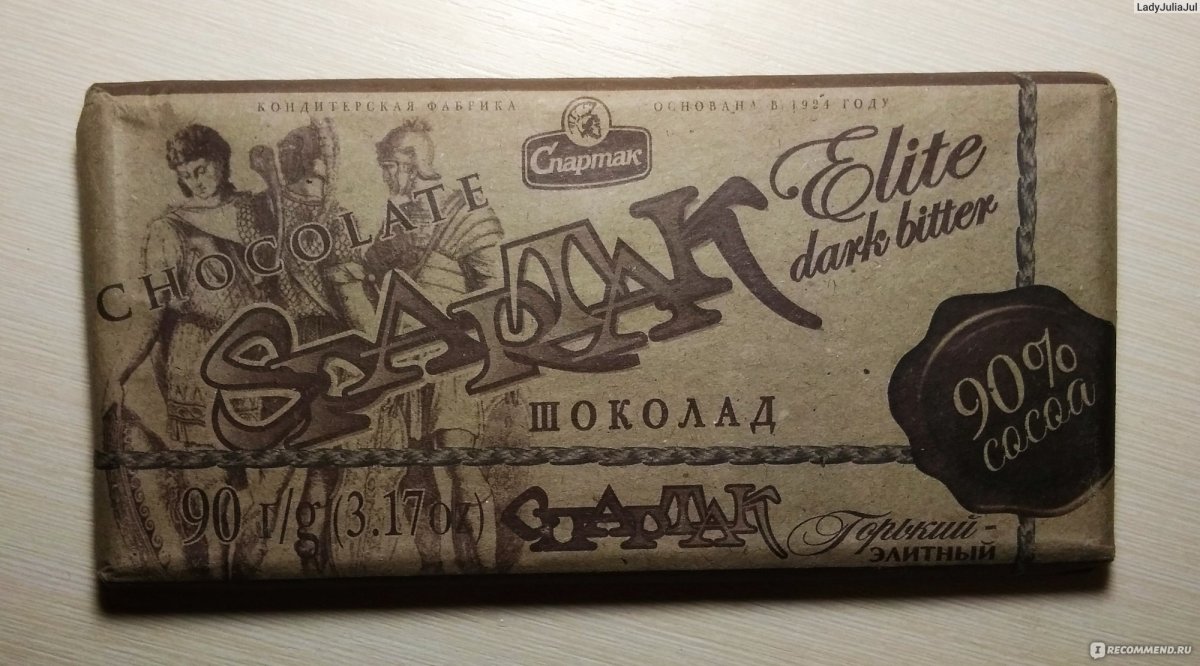 LadyJuliaJul
КОНДИТЕРСКАЯ ФАБРИКА
ОСНОВАНА В 1924 ГОДУ
Спартак
Elite
dark bitter
CHOCOLATE
SPARTAK
ШОКОЛАД
90%
cocoa
90 г/g (3.17oz)
СПАРТАК
Горький-
ЭЛИТНЫЙ
IRECOMMEND.RU